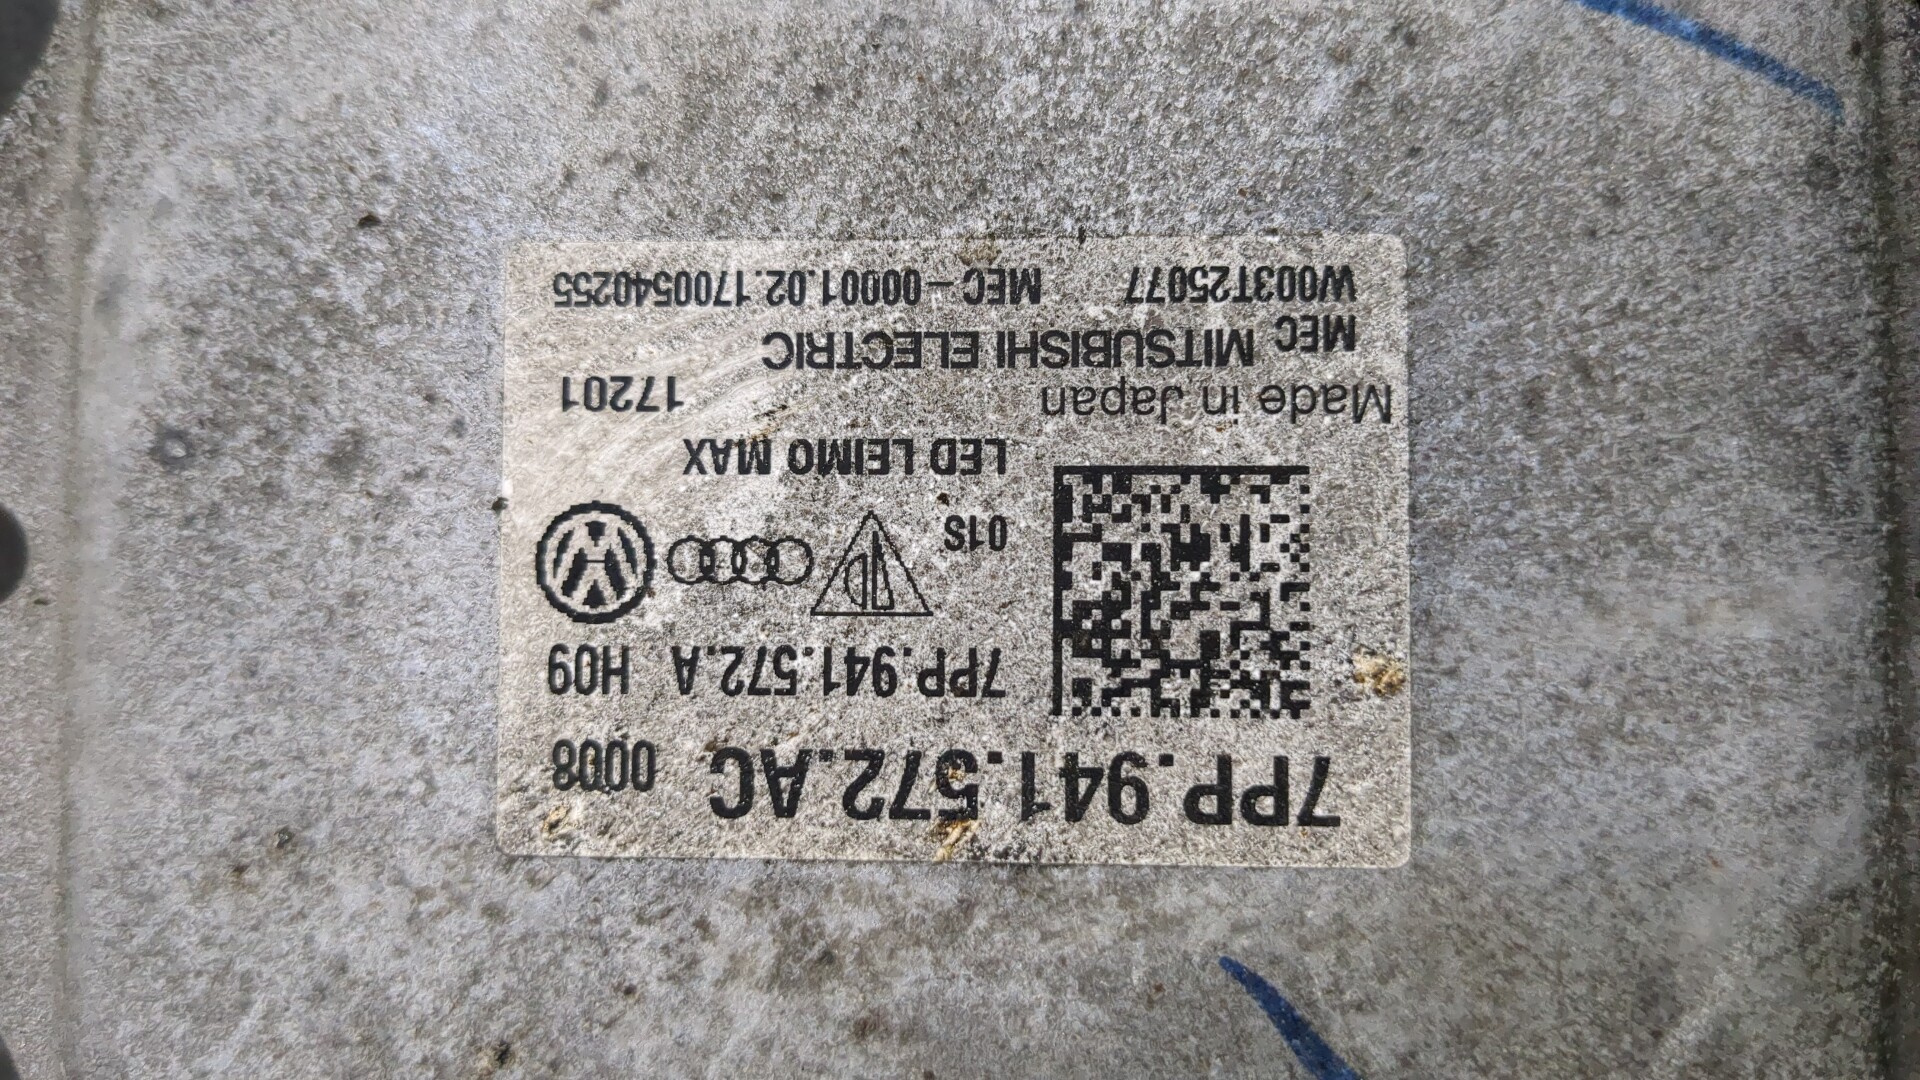 7PP.941.572.AC 0008
7PP.941.572.A H09
01S
LED LEIMO MAX
Made in Japan 17201
MEC MITSUBISHI ELECTRIC
W003T25077 MEC-00001.02.1700540255